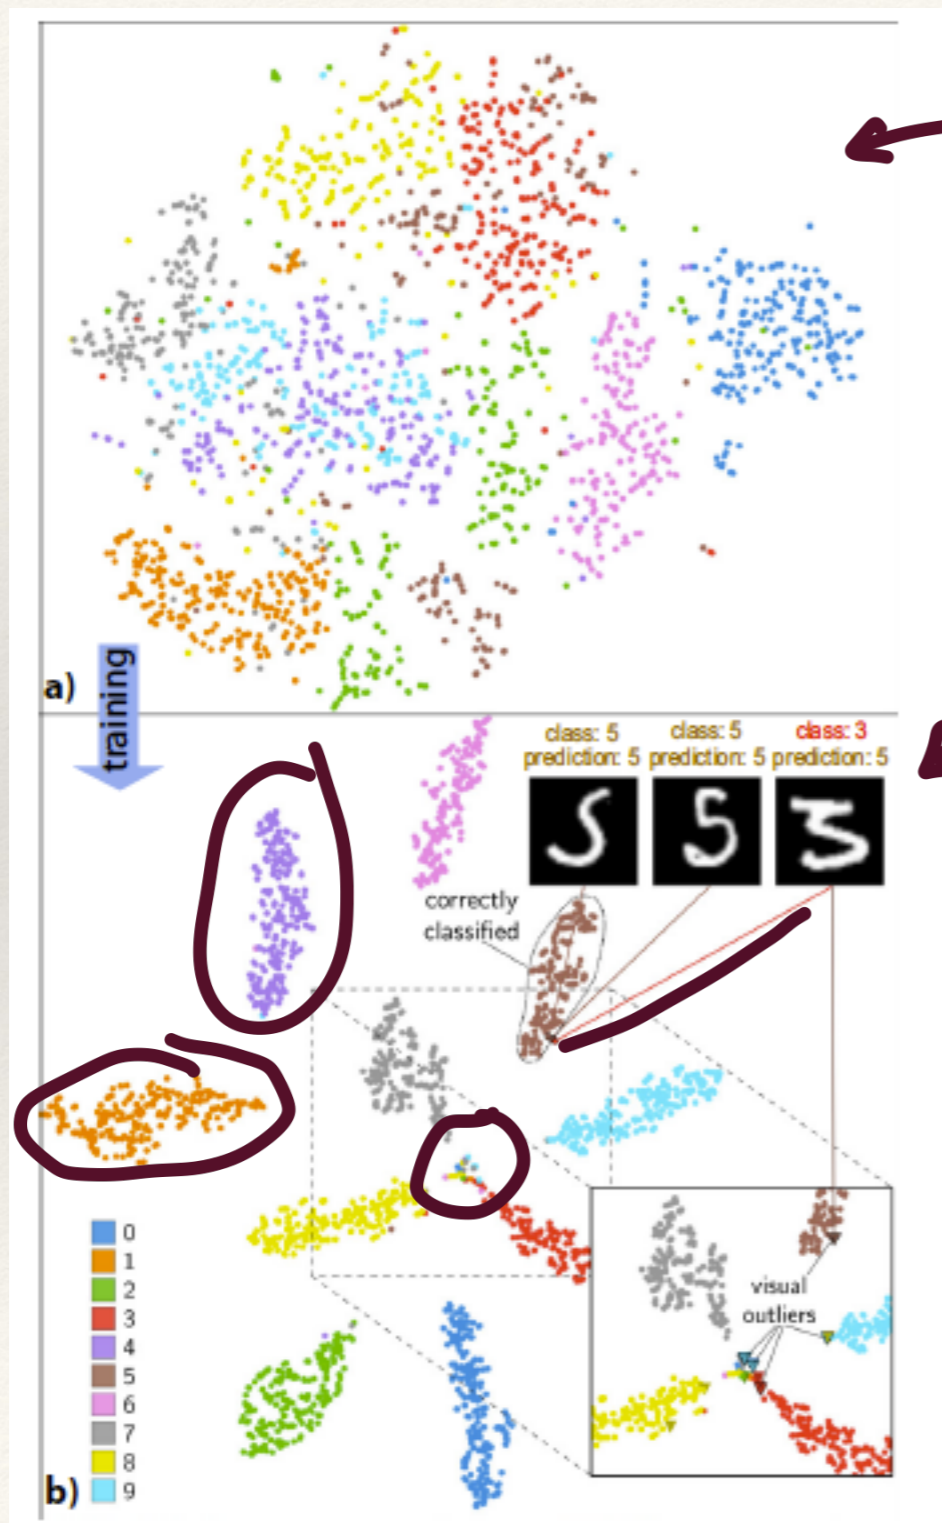 a)
training
class: 5 class: 5 class: 3
prediction: 5 prediction: 5 prediction: 5
correctly
classified
visual
outliers
0
1
2
3
4
5
6
7
8
9
b)